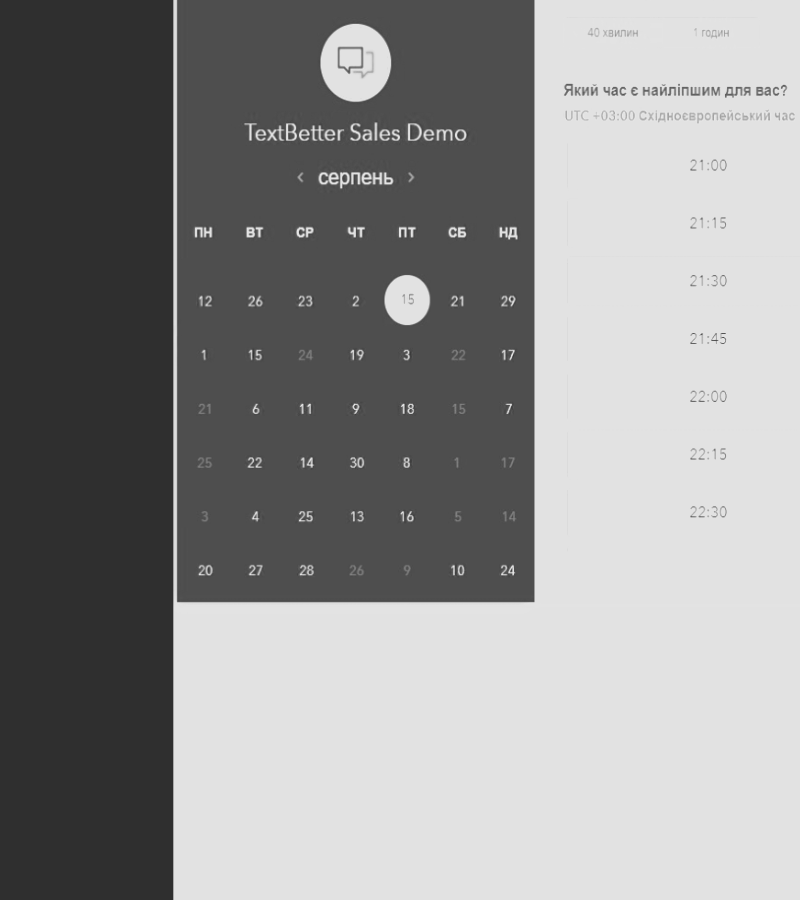 TextBetter Sales Demo
‹ серпень ›
ПН ВТ СР ЧТ ПТ СБ НД
12 26 23 2 15 21 29
1 15 24 19 3 22 17
21 6 11 9 18 15 7
25 22 14 30 8 1 17
3 4 25 13 16 5 14
20 27 28 26 9 10 24
40 хвилин 1 годин
Який час є найліпшим для вас?
UTC +03:00 Східноєвропейський час
21:00
21:15
21:30
21:45
22:00
22:15
22:30